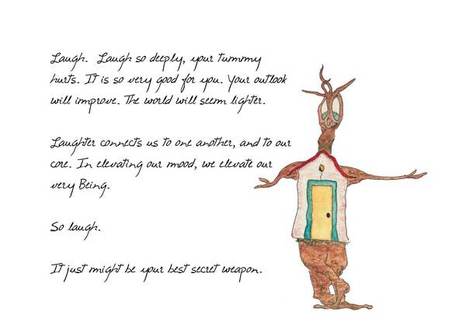 Laugh. Laugh so deeply, your tummy
hurts. It is so very good for you. Your outlook
will improve. The world will seem lighter.
Laughter connects us to one another, and to our
core. In elevating our mood, we elevate our
very Being.
So laugh.
It just might be your best secret weapon.